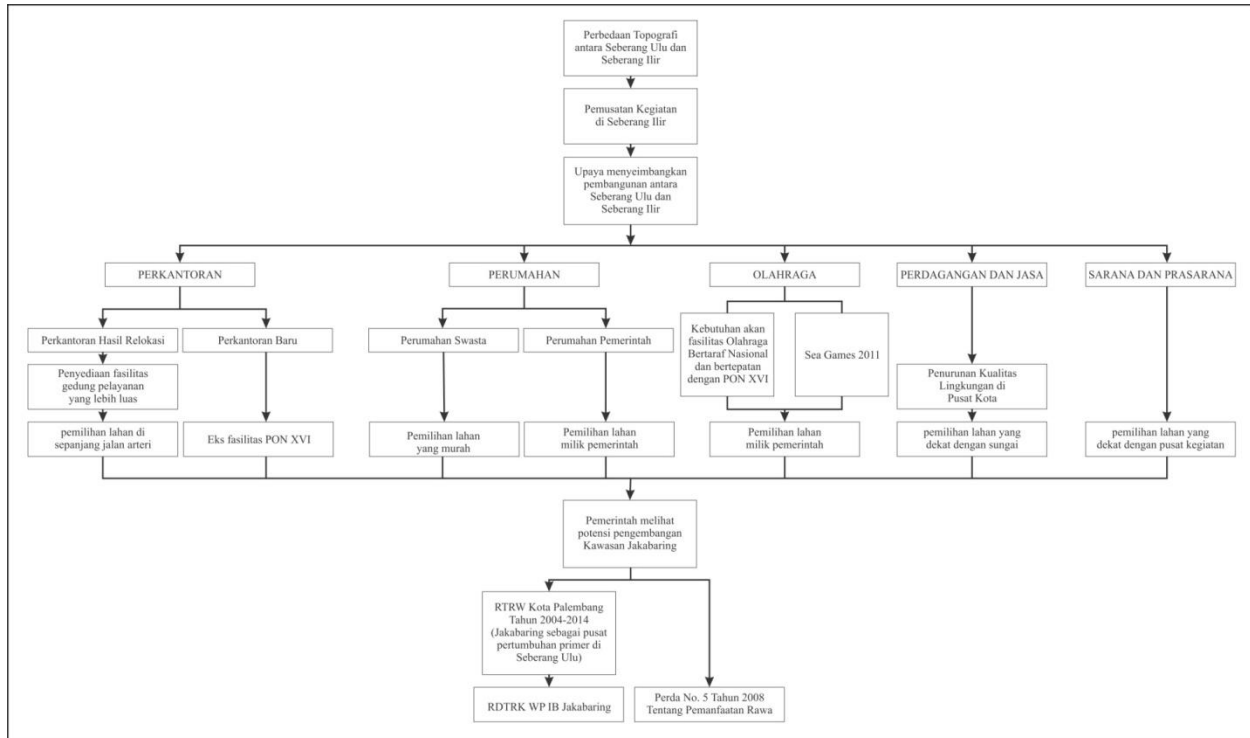 Perbedaan Topografi
antara Seberang Ulu dan
Seberang Ilir
Pemusatan Kegiatan
di Seberang Ilir
Upaya menyeimbangkan
pembangunan antara
Seberang Ulu dan
Seberang Ilir
PERKANTORAN
PERUMAHAN
OLAHRAGA
PERDAGANGAN DAN JASA
SARANA DAN PRASARANA
Perkantoran Hasil Relokasi
Perkantoran Baru
Perumahan Swasta
Perumahan Pemerintah
Kebutuhan akan
fasilitas Olahraga
Bertaraf Nasional
dan bertepatan
dengan PON XVI
Sea Games 2011
Penyediaan fasilitas
gedung pelayanan
yang lebih luas
Penurunan Kualitas
Lingkungan di
Pusat Kota
pemilihan lahan di
sepanjang jalan arteri
Eks fasilitas PON XVI
Pemilihan lahan
yang murah
Pemilihan lahan
milik pemerintah
Pemilihan lahan
milik pemerintah
pemilihan lahan yang
dekat dengan sungai
pemilihan lahan yang
dekat dengan pusat kegiatan
Pemerintah melihat
potensi pengembangan
Kawasan Jakabaring
RTRW Kota Palembang
Tahun 2004-2014
(Jakabaring sebagai pusat
pertumbuhan primer di
Seberang Ulu)
RDTRK WP IB Jakabaring
Perda No. 5 Tahun 2008
Tentang Pemanfaatan Rawa